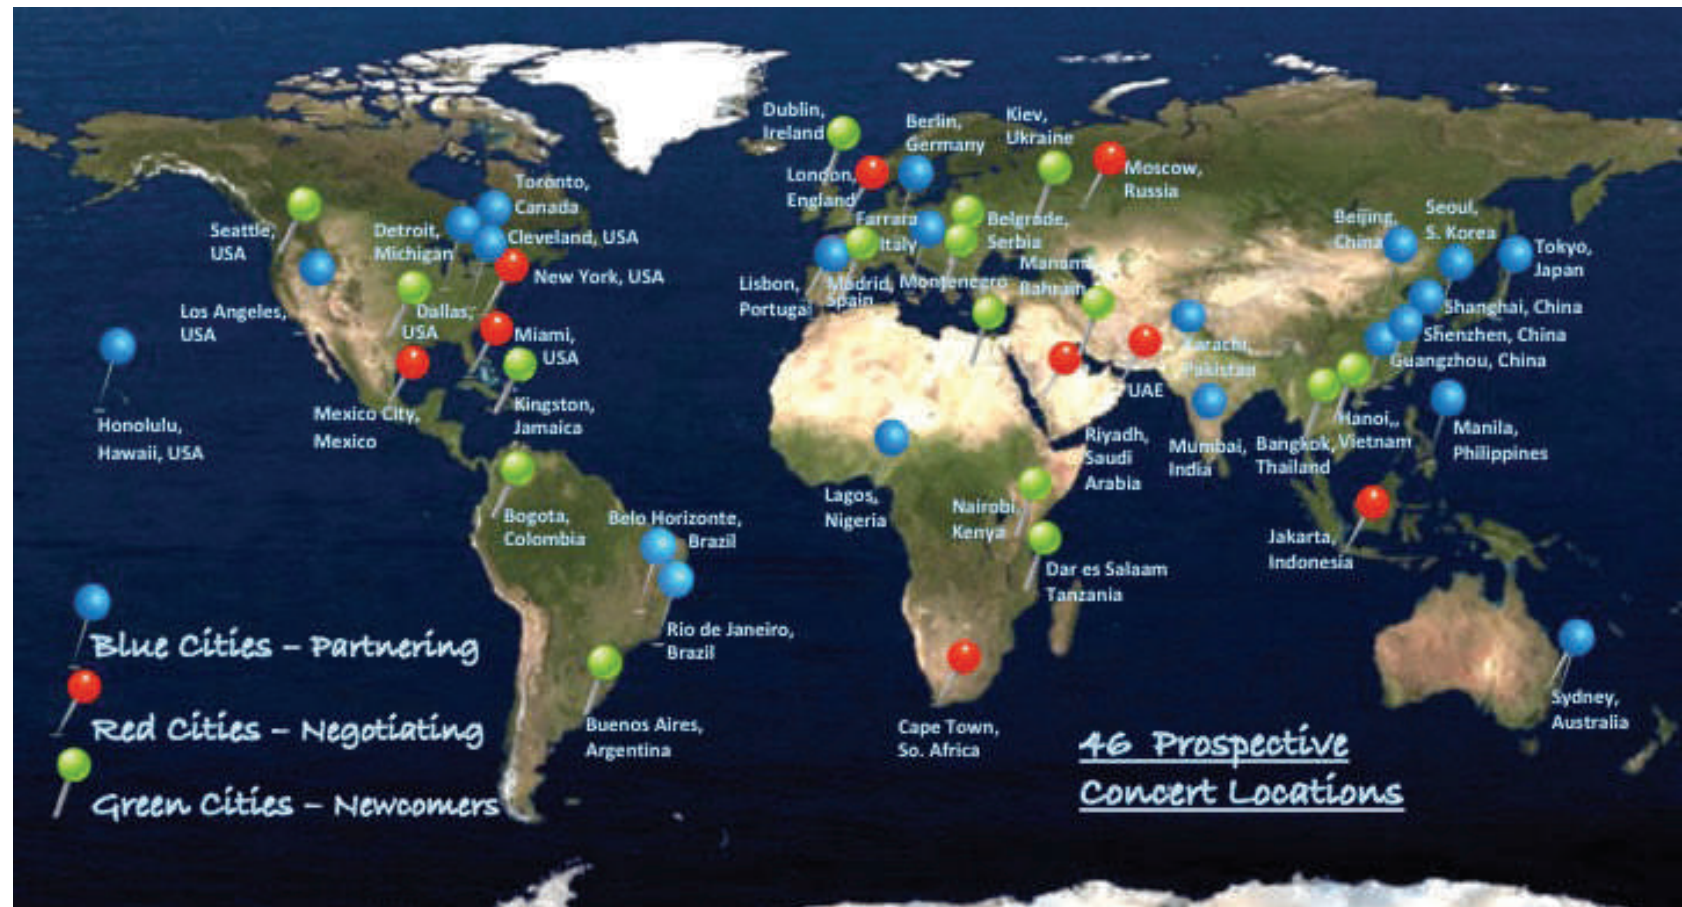 Dublin,
Ireland
Berlin,
Germany
Kiev,
Ukraine
Moscow,
Russia
London,
England
Toronto,
Canada
Seattle,
USA
Detroit,
Michigan
Cleveland, USA
New York, USA
Farrara
Italy
Belgrade,
Serbia
Beijing,
China
Seoul,
S. Korea
Tokyo,
Japan
Los Angeles,
USA
Dallas,
USA
Miami,
USA
Lisbon,
Portugal
Madrid,
Spain
Montenegro
Manama,
Bahrain
Shanghai, China
Shenzhen, China
Guangzhou, China
Karachi,
Pakistan
UAE
Honolulu,
Hawaii, USA
Mexico City,
Mexico
Kingston,
Jamaica
Riyadh,
Saudi
Arabia
Mumbai,
India
Bangkok,
Thailand
Hanoi,,
Vietnam
Manila,
Philippines
Bogota,
Colombia
Belo Horizonte,
Brazil
Lagos,
Nigeria
Nairobi,
Kenya
Dar es Salaam
Tanzania
Jakarta,
Indonesia
Rio de Janeiro,
Brazil
Buenos Aires,
Argentina
Cape Town,
So. Africa
Sydney,
Australia
Blue Cities – Partnering
Red Cities – Negotiating
Green Cities – Newcomers
46 Prospective
Concert Locations